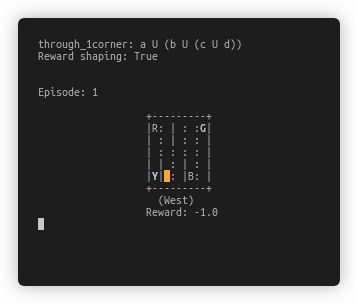 through_1corner: a U (b U (c U d))
Reward shaping: True
Episode: 1
+---------+
|R: | : :G|
| : | : : |
| : : : : |
| | : | : |
|Y| : |B: |
+---------+
(West)
Reward: -1.0